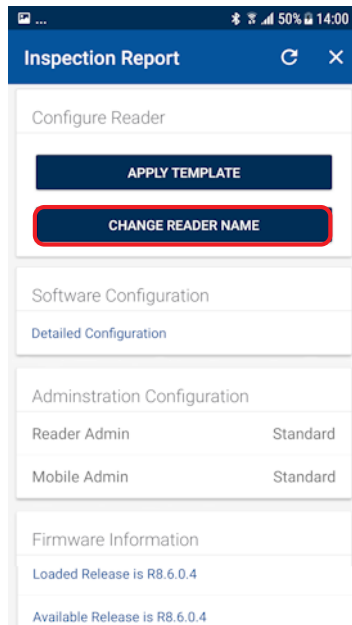 ... 50% 14:00
Inspection Report
Configure Reader
APPLY TEMPLATE
CHANGE READER NAME
Software Configuration
Detailed Configuration
Adminstration Configuration
Reader Admin Standard
Mobile Admin Standard
Firmware Information
Loaded Release is R8.6.0.4
Available Release is R8.6.0.4